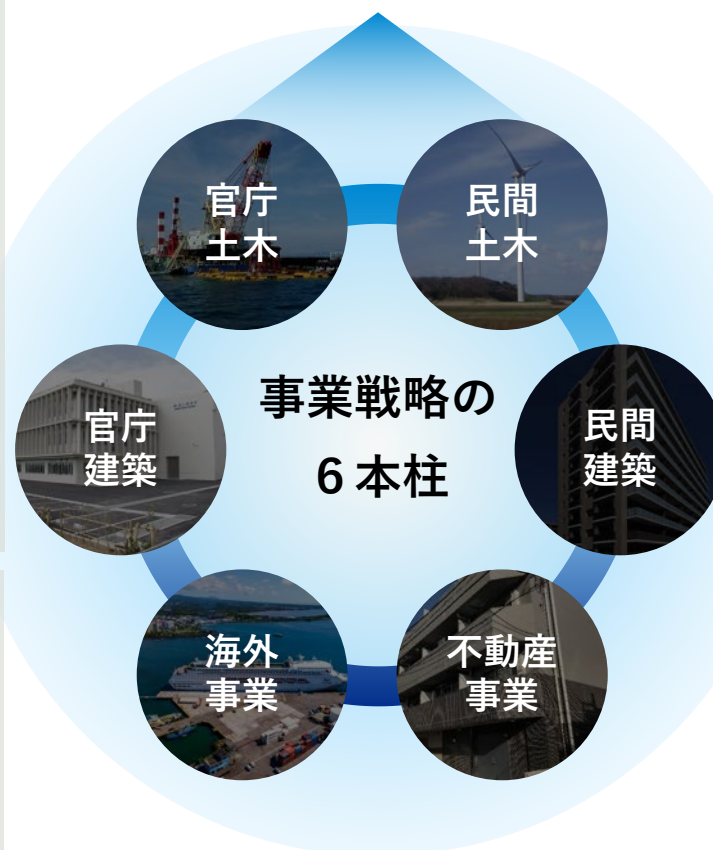 官庁
土木
民間
土木
事業戦略の
６本柱
官庁
建築
民間
建築
海外
事業
不動産
事業